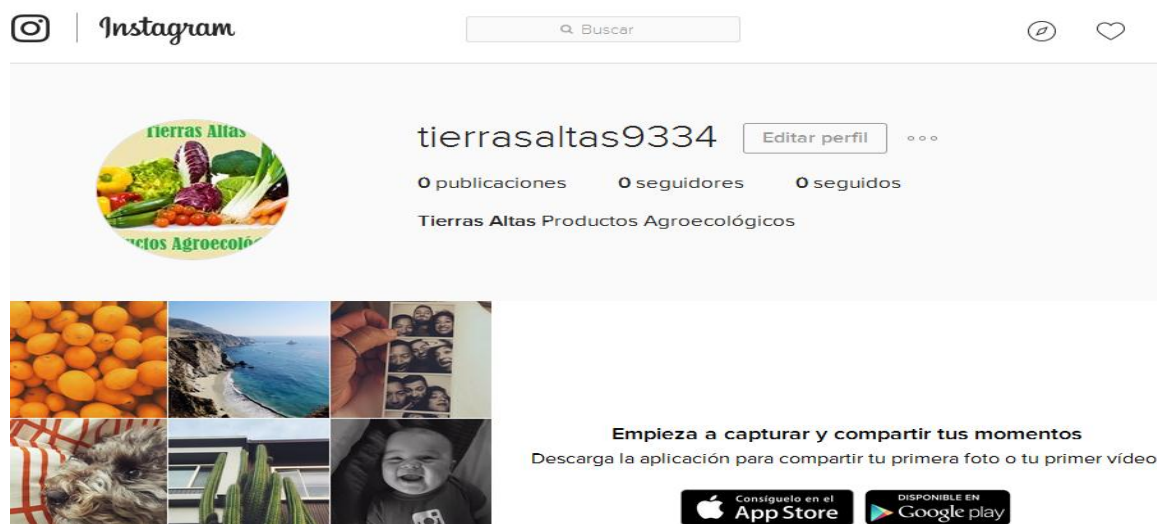 Instagram
Buscar
Tierras Altas
tierrasaltas9334 Editar perfil
0 publicaciones 0 seguidores 0 seguidos
Tierras Altas Productos Agroecológicos
Empieza a capturar y compartir tus momentos
Descarga la aplicación para compartir tu primera foto o tu primer vídeo
Consíguelo en el
App Store
DISPONIBLE EN
Google play